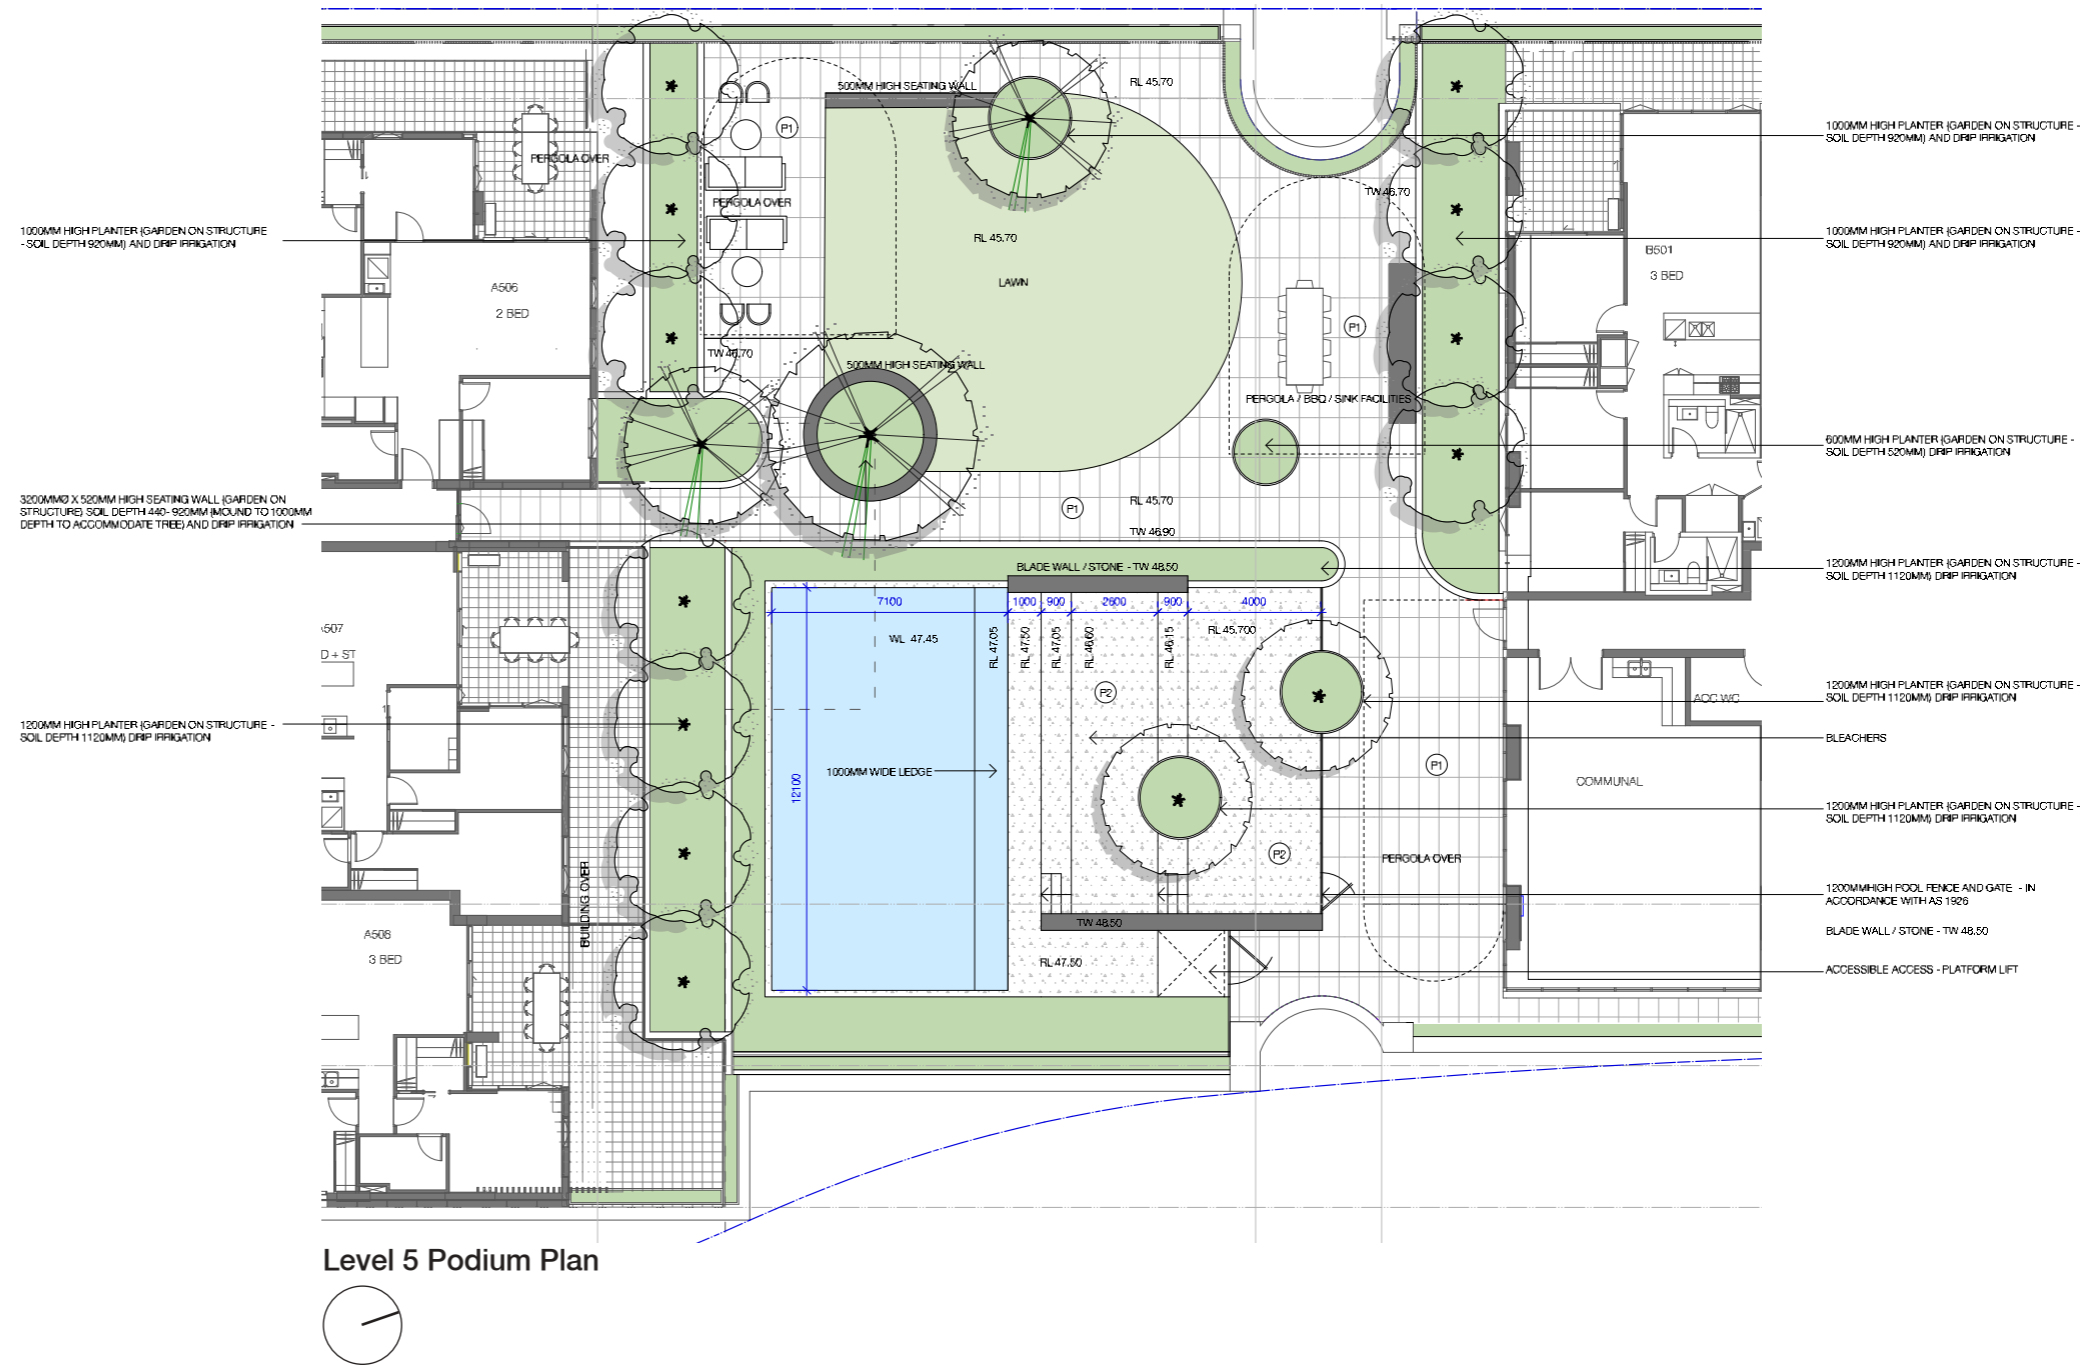 500MM HIGH SEATING WALL
RL 45.70
P1
1000MM HIGH PLANTER (GARDEN ON STRUCTURE -
SOIL DEPTH 920MM) AND DRIP IRRIGATION
PERGOLA OVER
TW 46.70
PERGOLA OVER
1000MM HIGH PLANTER (GARDEN ON STRUCTURE
- SOIL DEPTH 920MM) AND DRIP IRRIGATION
RL 45.70
1000MM HIGH PLANTER (GARDEN ON STRUCTURE -
SOIL DEPTH 920MM) AND DRIP IRRIGATION
B501
3 BED
A506
2 BED
LAWN
P1
TW 46.70
500MM HIGH SEATING WALL
PERGOLA / BBQ / SINK FACILITIES
600MM HIGH PLANTER (GARDEN ON STRUCTURE -
SOIL DEPTH 520MM) DRIP IRRIGATION
3200MMØ X 520MM HIGH SEATING WALL (GARDEN ON
STRUCTURE) SOIL DEPTH 440- 920MM (MOUND TO 1000MM
DEPTH TO ACCOMMODATE TREE) AND DRIP IRRIGATION
RL 45.70
P1
TW 46.90
BLADE WALL / STONE - TW 48.50
1200MM HIGH PLANTER (GARDEN ON STRUCTURE -
SOIL DEPTH 1120MM) DRIP IRRIGATION
7100
1000
900
2600
900
4000
507
D + ST
WL 47.45
RL 47.05
RL 47.50
RL 47.05
RL 46.60
RL 46.15
RL 45.700
P2
1200MM HIGH PLANTER (GARDEN ON STRUCTURE -
SOIL DEPTH 1120MM) DRIP IRRIGATION
ACC WC
1200MM HIGH PLANTER (GARDEN ON STRUCTURE -
SOIL DEPTH 1120MM) DRIP IRRIGATION
BLEACHERS
12100
1000MM WIDE LEDGE
P1
COMMUNAL
1200MM HIGH PLANTER (GARDEN ON STRUCTURE -
SOIL DEPTH 1120MM) DRIP IRRIGATION
P2
PERGOLA OVER
BUILDING OVER
1200MMHIGH POOL FENCE AND GATE - IN
ACCORDANCE WITH AS 1926
TW 48.50
BLADE WALL / STONE - TW 48.50
A508
3 BED
RL 47.50
ACCESSIBLE ACCESS - PLATFORM LIFT
Level 5 Podium Plan